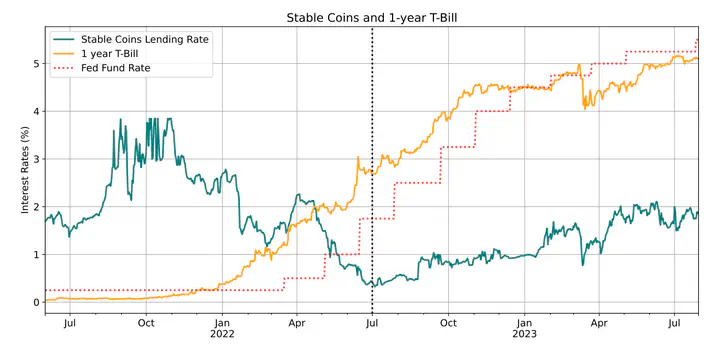 Stable Coins and 1-year T-Bill
Stable Coins Lending Rate
1 year T-Bill
Fed Fund Rate
Interest Rates (%)
5
4
3
2
1
0
Jul
Oct
Jan
2022
Apr
Jul
Oct
Jan
2023
Apr
Jul